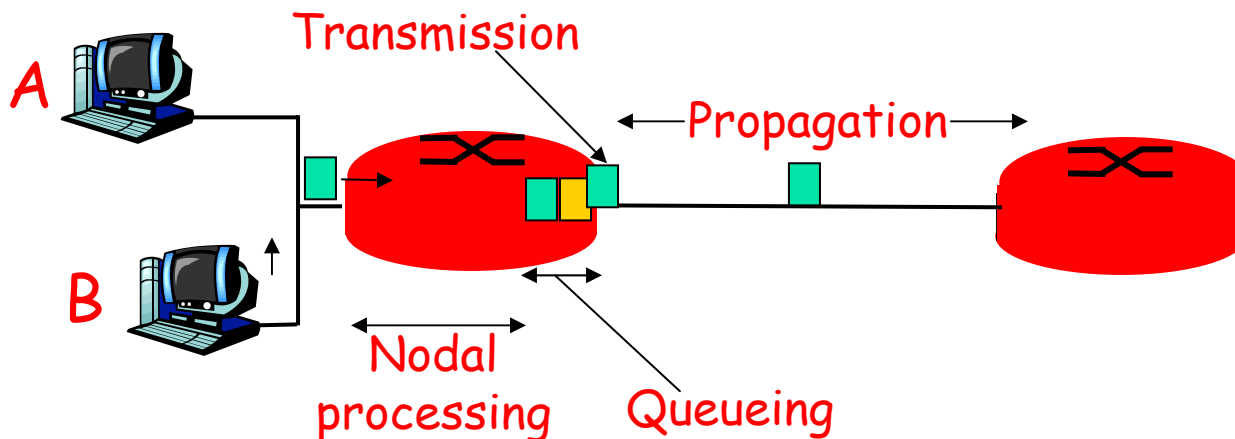 Transmission
A
Propagation
B
Nodal
processing
Queueing